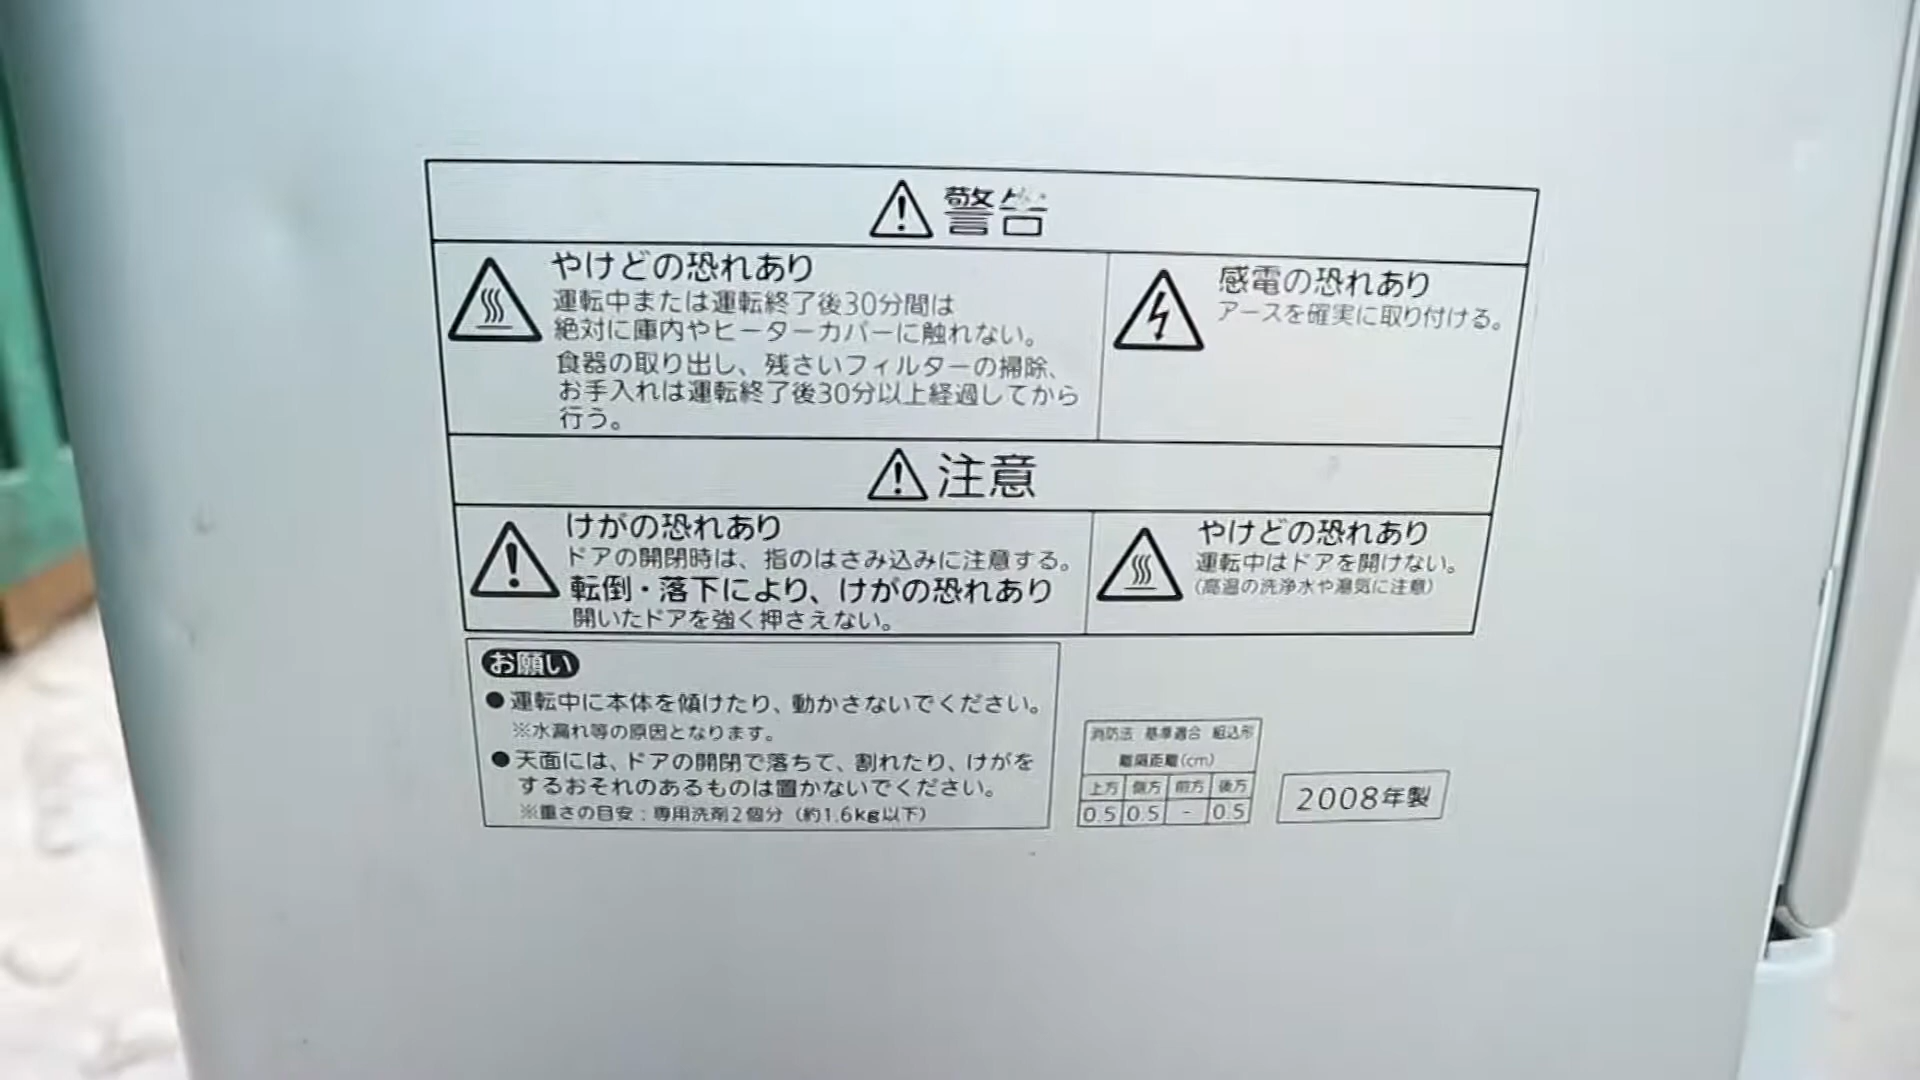 警告
やけどの恐れあり
運転中または運転終了後30分間は
絶対に庫内やヒーターカバーに触れない。
食器の取り出し、残さいフィルターの掃除、
お手入れは運転終了後30分以上経過してから
行う。
感電の恐れあり
アースを確実に取り付ける。
注意
けがの恐れあり
ドアの開閉時は、指のはさみ込みに注意する。
転倒・落下により、けがの恐れあり
開いたドアを強く押さえない。
やけどの恐れあり
運転中はドアを開けない。
(高温の洗浄水や湯気に注意)
お願い
●運転中に本体を傾けたり、動かさないでください。
※水漏れ等の原因となります。
●天面には、ドアの開閉で落ちて、割れたり、けがを
するおそれのあるものは置かないでください。
※重さの目安：専用洗剤2個分（約1.6kg以下）
消防法 基準適合 組込形
離隔距離(cm)
上方 側方 前方 後方
0.5 0.5 - 0.5
2008年製